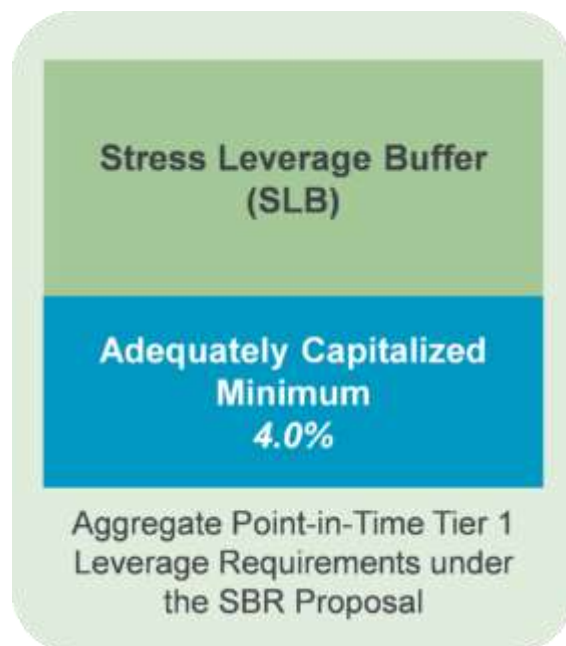 Stress Leverage Buffer
(SLB)
Adequately Capitalized
Minimum
4.0%
Aggregate Point-in-Time Tier 1
Leverage Requirements under
the SBR Proposal